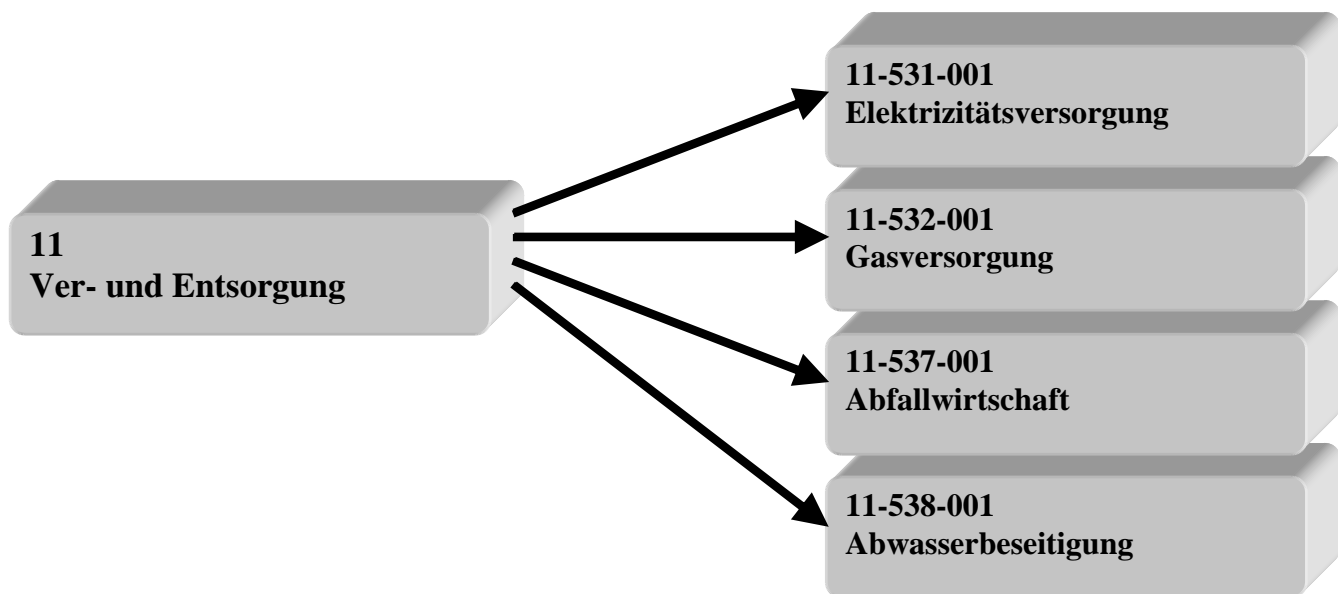 11
Ver- und Entsorgung
11-531-001
Elektrizitätsversorgung
11-532-001
Gasversorgung
11-537-001
Abfallwirtschaft
11-538-001
Abwasserbeseitigung